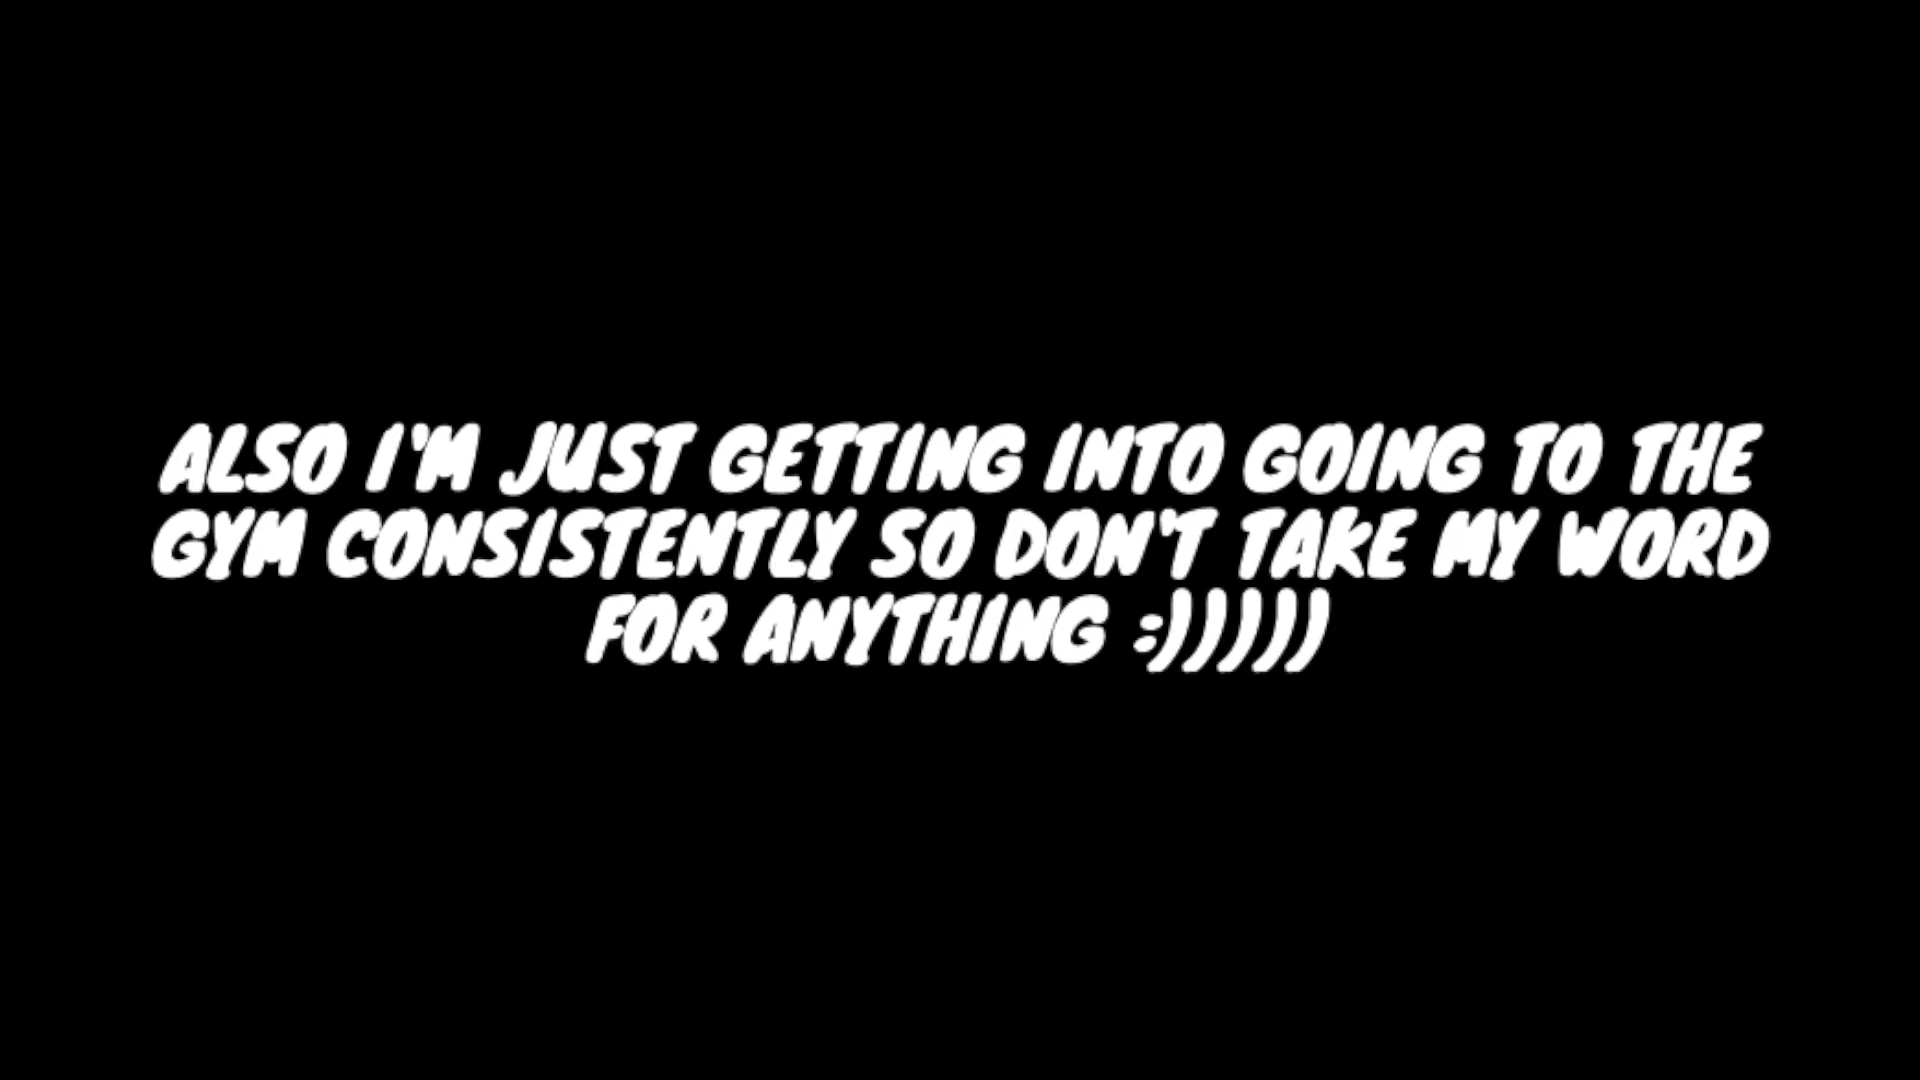 ALSO I'M JUST GETTING INTO GOING TO THE
GYM CONSISTENTLY SO DON'T TAKE MY WORD
FOR ANYTHING :)))))